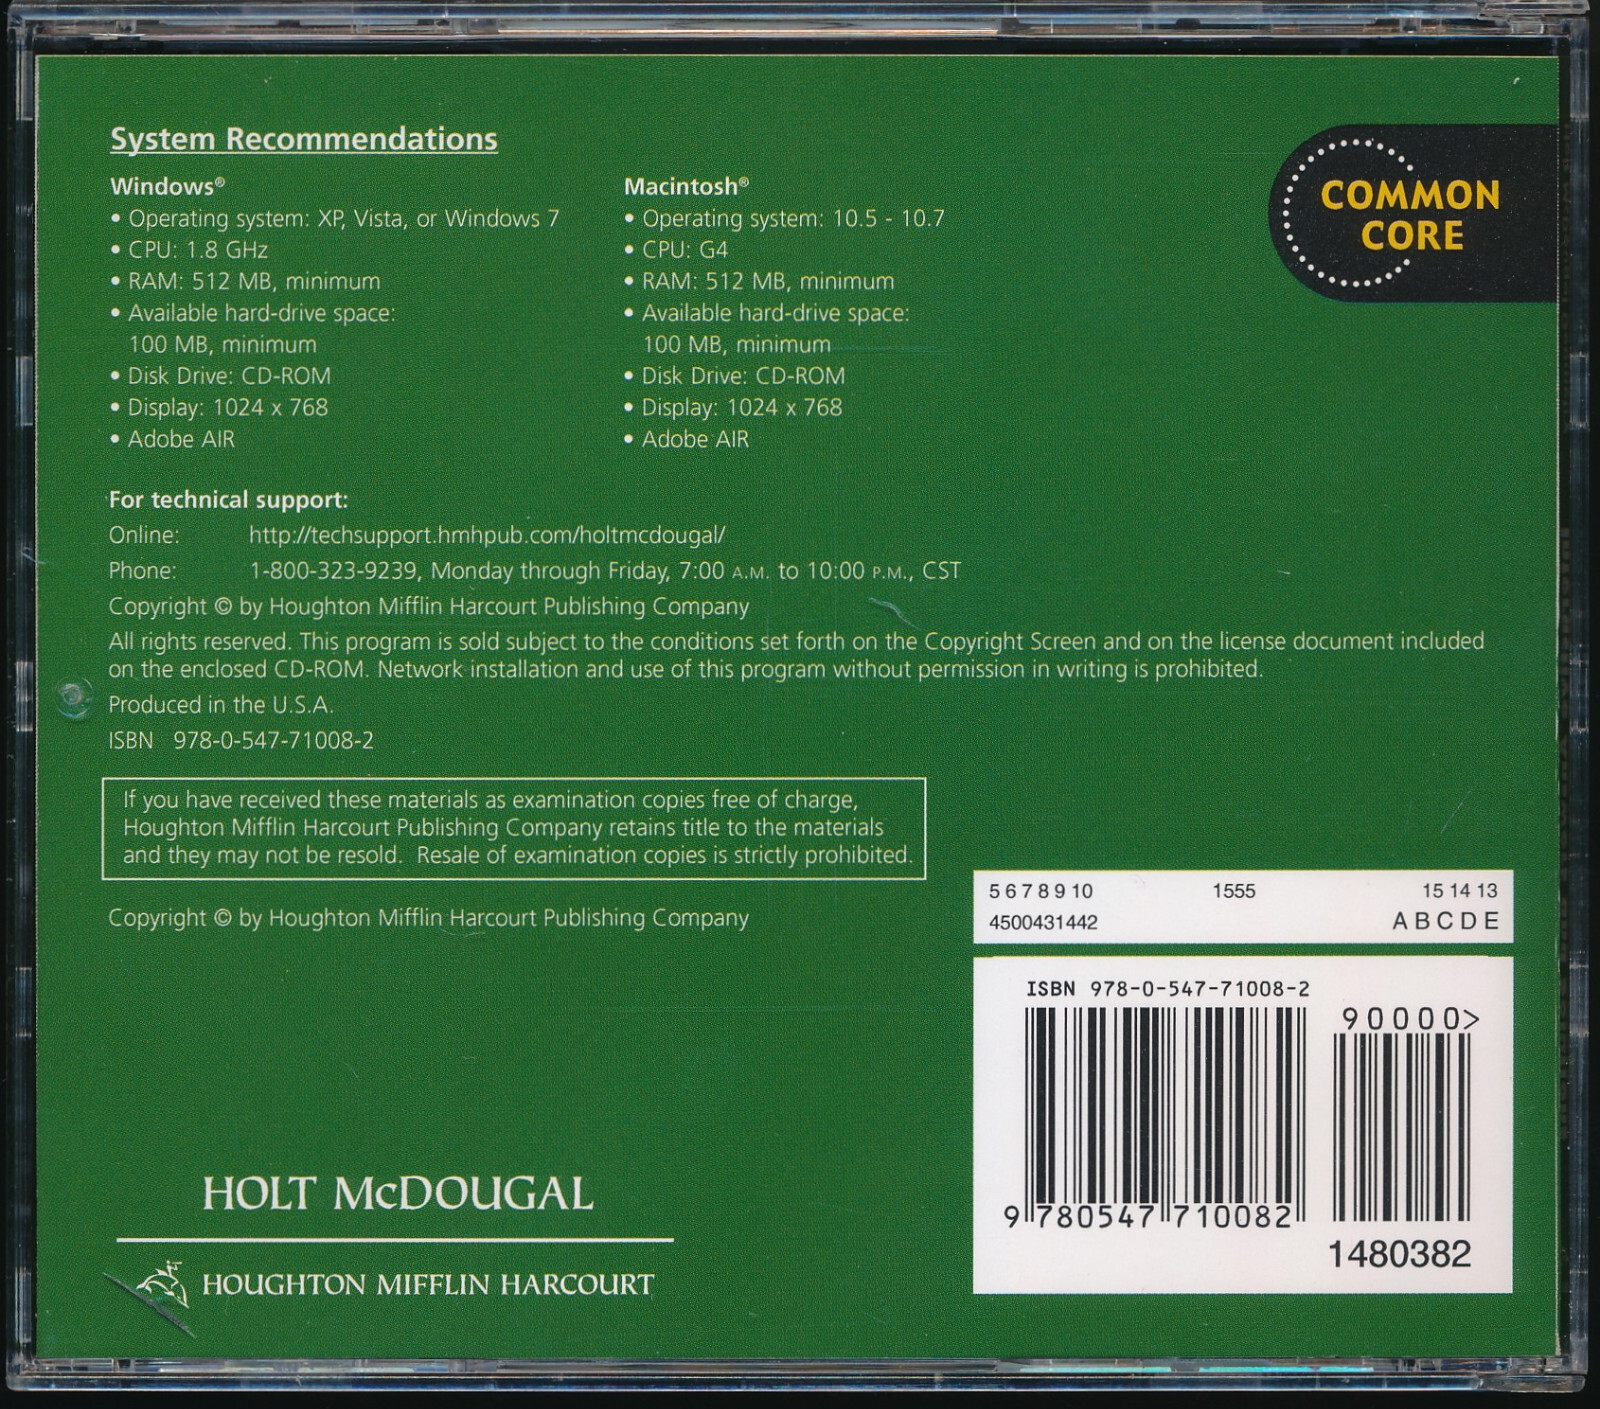 System Recommendations
Windows®
• Operating system: XP, Vista, or Windows 7
• CPU: 1.8 GHz
• RAM: 512 MB, minimum
• Available hard-drive space:
100 MB, minimum
• Disk Drive: CD-ROM
• Display: 1024 x 768
• Adobe AIR
Macintosh®
• Operating system: 10.5 - 10.7
• CPU: G4
• RAM: 512 MB, minimum
• Available hard-drive space:
100 MB, minimum
• Disk Drive: CD-ROM
• Display: 1024 x 768
• Adobe AIR
COMMON
CORE
For technical support:
Online: http://techsupport.hmhpub.com/holtmcdougal/
Phone: 1-800-323-9239, Monday through Friday, 7:00 A.M. to 10:00 P.M., CST
Copyright © by Houghton Mifflin Harcourt Publishing Company
All rights reserved. This program is sold subject to the conditions set forth on the Copyright Screen and on the license document included
on the enclosed CD-ROM. Network installation and use of this program without permission in writing is prohibited.
Produced in the U.S.A.
ISBN 978-0-547-71008-2
If you have received these materials as examination copies free of charge,
Houghton Mifflin Harcourt Publishing Company retains title to the materials
and they may not be resold. Resale of examination copies is strictly prohibited.
Copyright © by Houghton Mifflin Harcourt Publishing Company
5 6 7 8 9 10 1555 15 14 13
4500431442 A B C D E
ISBN 978-0-547-71008-2
90000>
9 780547 710082
1480382
HOLT McDOUGAL
HOUGHTON MIFFLIN HARCOURT